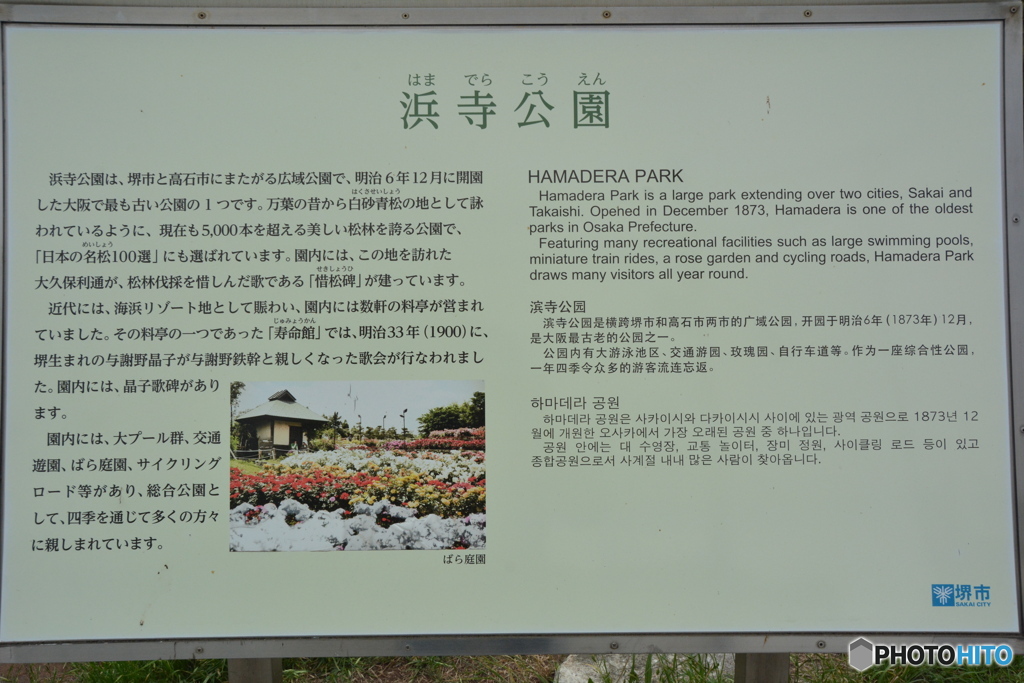 はま でら こう えん
浜寺公園
浜寺公園は、堺市と高石市にまたがる広域公園で、明治6年12月に開園
はくさせいしょう
した大阪で最も古い公園の1つです。万葉の昔から白砂青松の地として詠
われているように、現在も5,000本を超える美しい松林を誇る公園で、
めいしょう
「日本の名松100選」にも選ばれています。園内には、この地を訪れた
せきしょうひ
大久保利通が、松林伐採を惜しんだ歌である「惜松碑」が建っています。
近代には、海浜リゾート地として賑わい、園内には数軒の料亭が営まれ
じゅみょうかん
ていました。その料亭の一つであった「寿命館」では、明治33年(1900)に、
堺生まれの与謝野晶子が与謝野鉄幹と親しくなった歌会が行なわれまし
た。園内には、晶子歌碑があり
ます。
園内には、大プール群、交通
遊園、ばら庭園、サイクリング
ロード等があり、総合公園と
して、四季を通じて多くの方々
に親しまれています。
ばら庭園
HAMADERA PARK
Hamadera Park is a large park extending over two cities, Sakai and
Takaishi. Opehed in December 1873, Hamadera is one of the oldest
parks in Osaka Prefecture.
Featuring many recreational facilities such as large swimming pools,
miniature train rides, a rose garden and cycling roads, Hamadera Park
draws many visitors all year round.
滨寺公园
滨寺公园是横跨堺市和高石市两市的广域公园,开园于明治6年(1873年)12月,
是大阪最古老的公园之一。
公园内有大游泳池区、交通游园、玫瑰园、自行车道等。作为一座综合性公园,
一年四季令众多的游客流连忘返。
하마데라 공원
하마데라 공원은 사카이시와 다카이시시 사이에 있는 광역 공원으로 1873년 12
월에 개원한 오사카에서 가장 오래된 공원 중 하나입니다.
공원 안에는 대 수영장, 교통 놀이터, 장미 정원, 사이클링 로드 등이 있고
종합공원으로서 사계절 내내 많은 사람이 찾아옵니다.
堺市
SAKAI CITY
PHOTOHITO